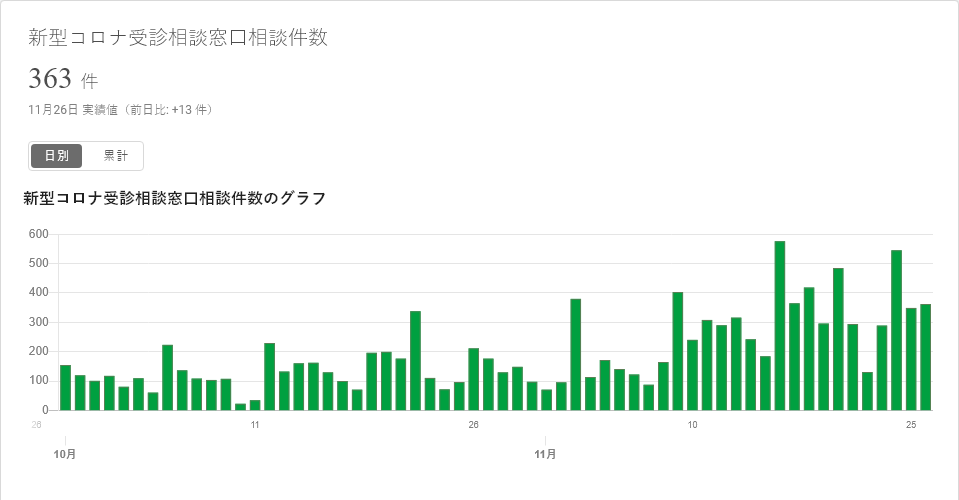 新型コロナ受診相談窓口相談件数
363 件
11月26日 実績値（前日比: +13 件）
日別 累計
新型コロナ受診相談窓口相談件数のグラフ
600
500
400
300
200
100
0
26 11 26 10 25
10月 11月